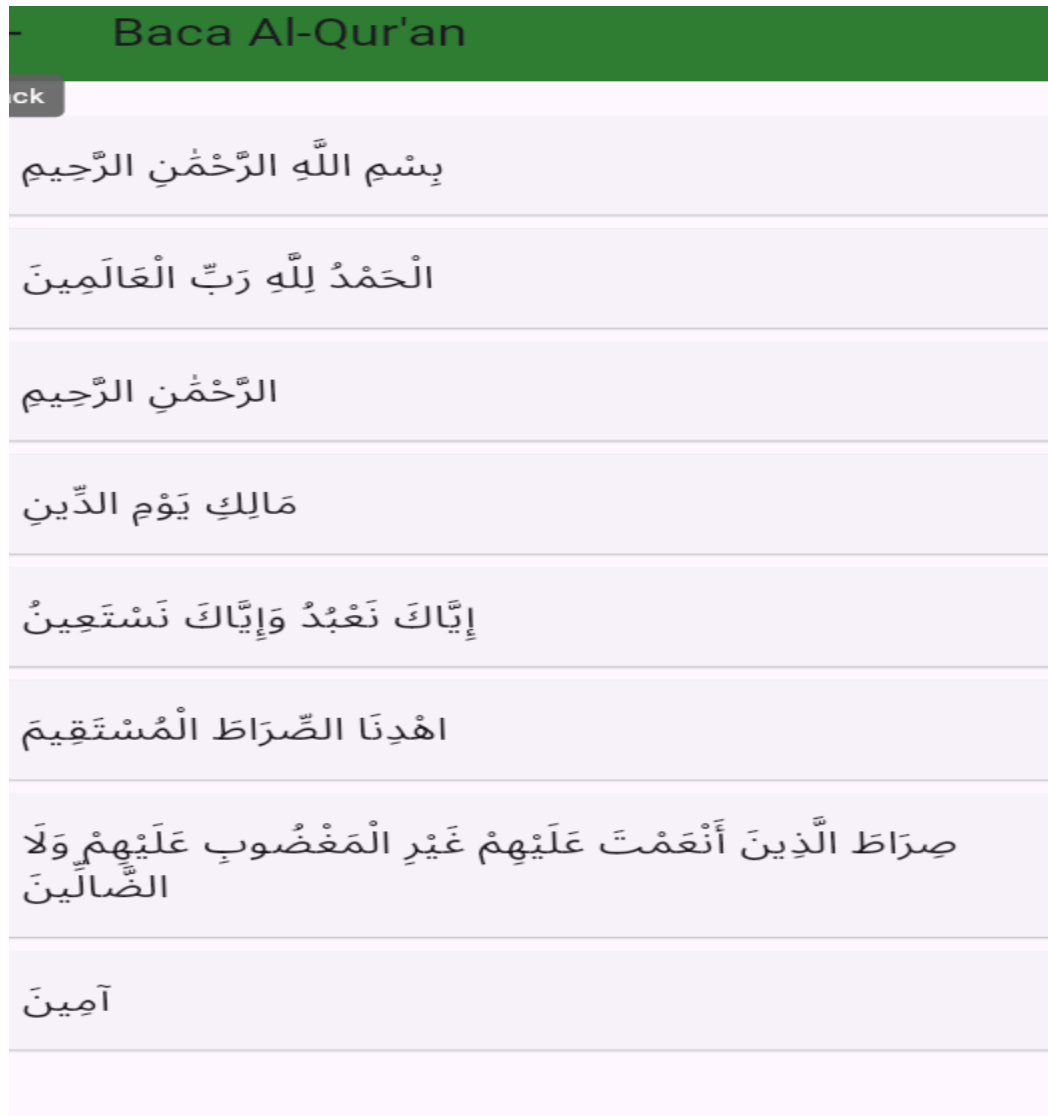 Baca Al-Qur'an
ck
بِسْمِ اللَّهِ الرَّحْمَٰنِ الرَّحِيمِ
الْحَمْدُ لِلَّهِ رَبِّ الْعَالَمِينَ
الرَّحْمَٰنِ الرَّحِيمِ
مَالِكِ يَوْمِ الدِّينِ
إِيَّاكَ نَعْبُدُ وَإِيَّاكَ نَسْتَعِينُ
اهْدِنَا الصِّرَاطَ الْمُسْتَقِيمَ
صِرَاطَ الَّذِينَ أَنْعَمْتَ عَلَيْهِمْ غَيْرِ الْمَغْضُوبِ عَلَيْهِمْ وَلَا
الضَّالِّينَ
آمِينَ